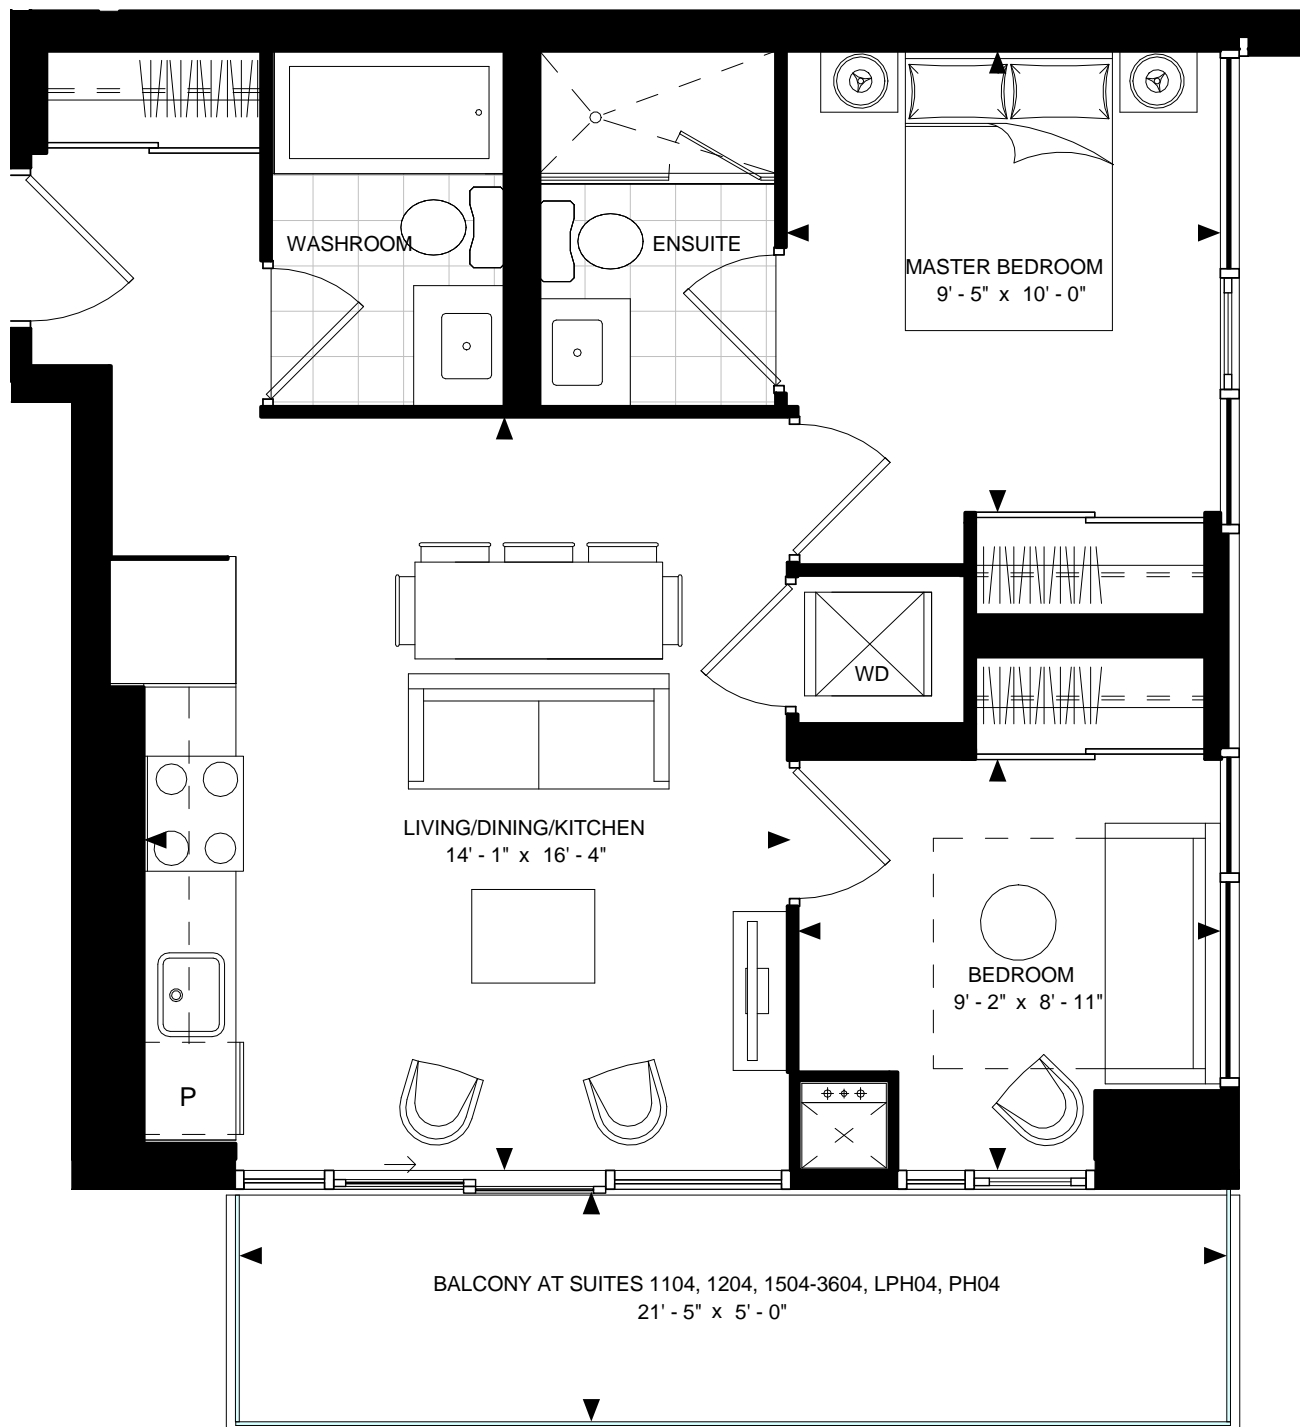 WASHROOM
ENSUITE
MASTER BEDROOM
9' - 5" x 10' - 0"
WD
LIVING/DINING/KITCHEN
14' - 1" x 16' - 4"
BEDROOM
9' - 2" x 8' - 11"
P
BALCONY AT SUITES 1104, 1204, 1504-3604, LPH04, PH04
21' - 5" x 5' - 0"